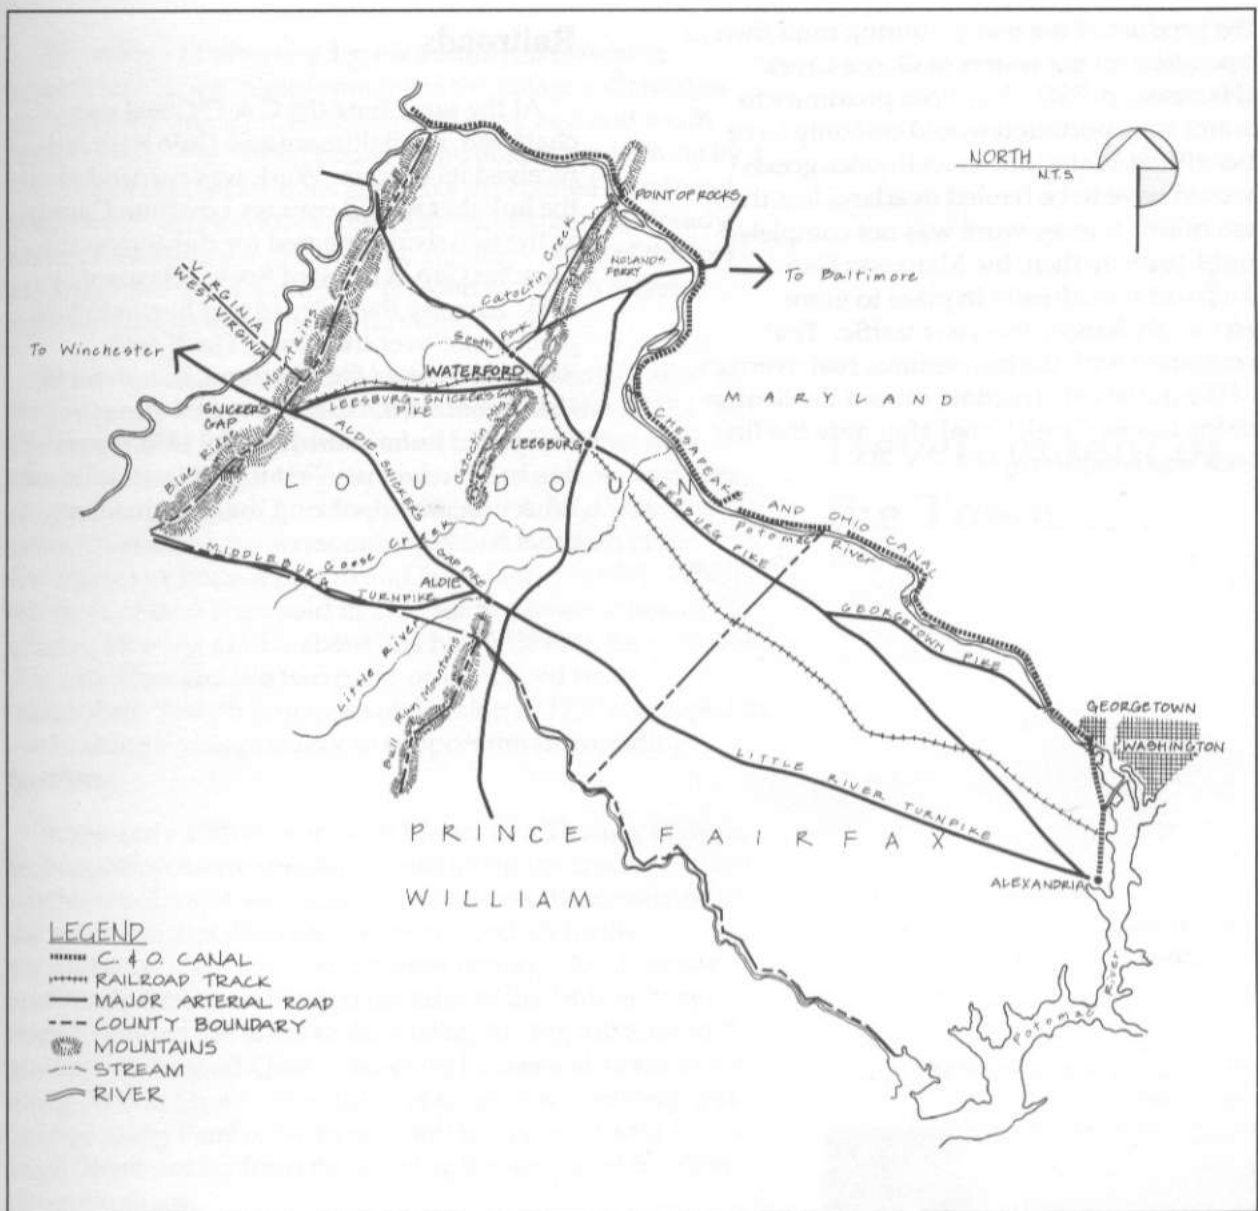 Railroads
NORTH
N.T.S.
POINT OF ROCKS
NOLANDS
FERRY
To Baltimore
Catoctin Creek
South Fork
VIRGINIA
WEST VIRGINIA
To Winchester
WATERFORD
MARYLAND
LEESBURG-SNICKERS GAP
PIKE
SNICKERS
GAP
Blue Ridge Mountains
ALDIE SNICKERS GAP PIKE
LEESBURG
Catoctin
LOUDOUN
CHESAPEAKE AND OHIO CANAL
LEESBURG PIKE
Potomac River
Goose Creek
MIDDLEBURG
TURNPIKE
ALDIE
GEORGETOWN PIKE
Little River
Bull Run Mountains
GEORGETOWN
WASHINGTON
LITTLE RIVER TURNPIKE
PRINCE
WILLIAM
FAIRFAX
ALEXANDRIA
Potomac River
LEGEND
C. & O. CANAL
RAILROAD TRACK
MAJOR ARTERIAL ROAD
COUNTY BOUNDARY
MOUNTAINS
STREAM
RIVER